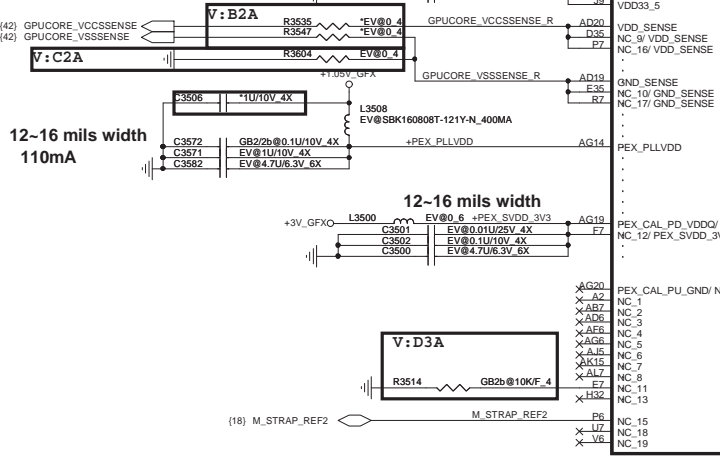 J9 VDD33_5
V:B2A
{42} GPUCORE_VCCSSENSE R3535 *EV@0_4 GPUCORE_VCCSSENSE_R AD20 VDD_SENSE
{42} GPUCORE_VSSSENSE R3547 *EV@0_4 D35 NC_9/ VDD_SENSE
P7 NC_16/ VDD_SENSE
V:C2A R3604 EV@0_4
+1.05V_GFX GPUCORE_VSSSENSE_R AD19 GND_SENSE
E35 NC_10/ GND_SENSE
R7 NC_17/ GND_SENSE
C3506 *1U/10V_4X
L3508
EV@SBK160808T-121Y-N_400MA
12~16 mils width
110mA
C3572 GB2/2b@0.1U/10V_4X +PEX_PLLVDD AG14 PEX_PLLVDD
C3571 EV@1U/10V_4X
C3582 EV@4.7U/6.3V_6X
12~16 mils width
+3V_GFX L3500 EV@0_6 +PEX_SVDD_3V3 AG19 PEX_CAL_PD_VDDQ/
C3501 EV@0.01U/25V_4X F7 NC_12/ PEX_SVDD_3V
C3502 EV@0.1U/10V_4X
C3500 EV@4.7U/6.3V_6X
AG20 PEX_CAL_PU_GND/ N
A2 NC_1
AB7 NC_2
AD6 NC_3
AF6 NC_4
AG6 NC_5
AJ5 NC_6
AK15 NC_7
AL7 NC_8
V:D3A
R3514 GB2b@10K/F_4 E7 NC_11
H32 NC_13
{18} M_STRAP_REF2 M_STRAP_REF2 P6 NC_15
U7 NC_18
V6 NC_19